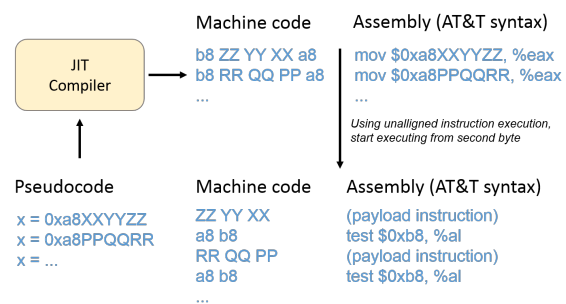 Machine code
b8 ZZ YY XX a8
b8 RR QQ PP a8
...
Assembly (AT&T syntax)
mov $0xa8XXYYZZ, %eax
mov $0xa8PPQQRR, %eax
...
JIT
Compiler
Using unaligned instruction execution,
start executing from second byte
Pseudocode
x = 0xa8XXYYZZ
x = 0xa8PPQQRR
x = ...
Machine code
ZZ YY XX
a8 b8
RR QQ PP
a8 b8
...
Assembly (AT&T syntax)
(payload instruction)
test $0xb8, %al
(payload instruction)
test $0xb8, %al